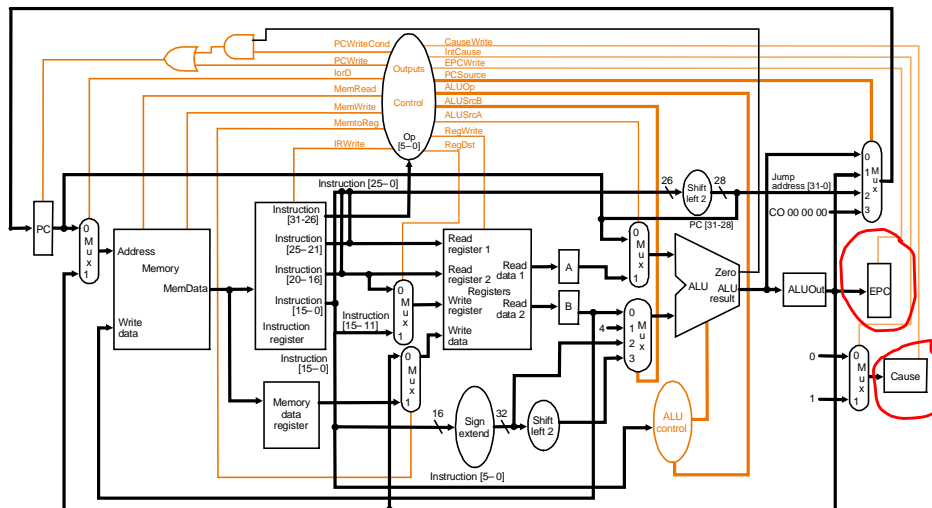 PCWriteCond
PCWrite
IorD
MemRead
MemWrite
MemtoReg
IRWrite
Outputs
Control
Op
[5–0]
CauseWrite
IntCause
EPCWrite
PCSource
ALUOp
ALUSrcB
ALUSrcA
RegWrite
RegDst
PC
0
M
u
x
1
Address
Memory
MemData
Write
data
Instruction [25–0]
Instruction
[31-26]
Instruction
[25–21]
Instruction
[20–16]
Instruction
[15–0]
Instruction
register
Instruction
[15–0]
Memory
data
register
Instruction
[15–11]
0
M
u
x
1
0
M
u
x
1
Read
register 1
Read
register 2
Registers
Write
register
Write
data
Read
data 1
Read
data 2
A
B
4
0
M
u
x
1
0
1
2
3
M
u
x
26
Shift
left 2
28
PC [31-28]
Jump
address [31-0]
CO 00 00 00
0
1
2
3
M
u
x
Zero
ALU
ALU
result
ALUOut
EPC
0
1
0
M
u
x
1
Cause
16
Sign
extend
32
Shift
left 2
ALU
control
Instruction [5–0]